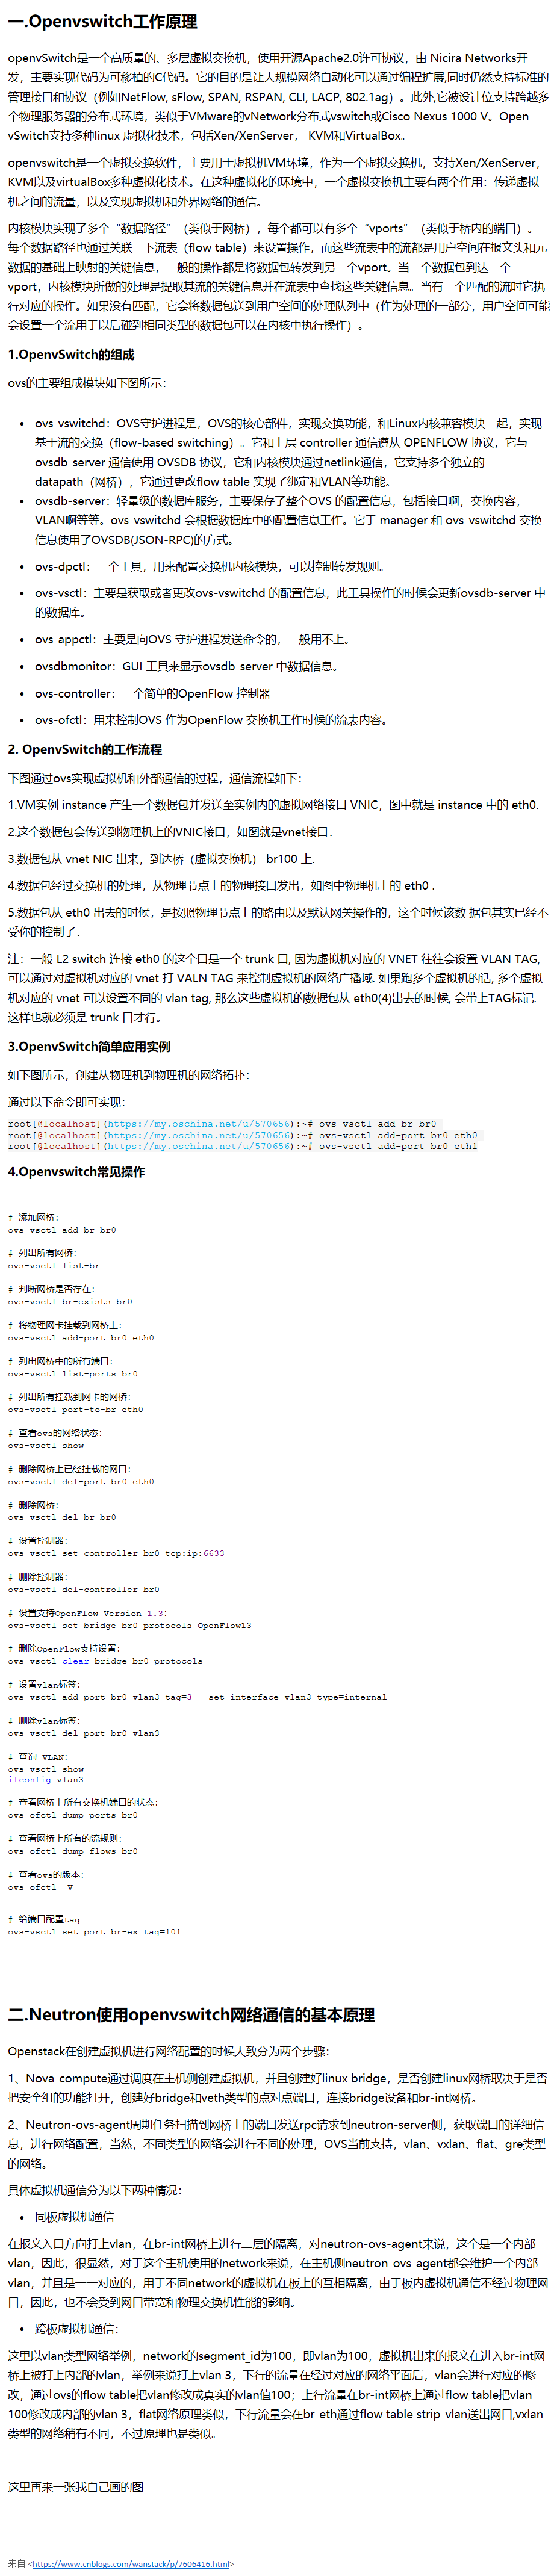 一.Openvswitch工作原理
openvSwitch是一个高质量的、多层虚拟交换机，使用开源Apache2.0许可协议，由 Nicira Networks开
发，主要实现代码为可移植的C代码。它的目的是让大规模网络自动化可以通过编程扩展,同时仍然支持标准的
管理接口和协议（例如NetFlow, sFlow, SPAN, RSPAN, CLI, LACP, 802.1ag）。此外,它被设计位支持跨越多
个物理服务器的分布式环境，类似于VMware的vNetwork分布式vswitch或Cisco Nexus 1000 V。Open
vSwitch支持多种linux 虚拟化技术，包括Xen/XenServer， KVM和VirtualBox。
openvswitch是一个虚拟交换软件，主要用于虚拟机VM环境，作为一个虚拟交换机，支持Xen/XenServer，
KVM以及virtualBox多种虚拟化技术。在这种虚拟化的环境中，一个虚拟交换机主要有两个作用：传递虚拟
机之间的流量，以及实现虚拟机和外界网络的通信。
内核模块实现了多个“数据路径”（类似于网桥），每个都可以有多个“vports”（类似于桥内的端口）。
每个数据路径也通过关联一下流表（flow table）来设置操作，而这些流表中的流都是用户空间在报文头和元
数据的基础上映射的关键信息，一般的操作都是将数据包转发到另一个vport。当一个数据包到达一个
vport，内核模块所做的处理是提取其流的关键信息并在流表中查找这些关键信息。当有一个匹配的流时它执
行对应的操作。如果没有匹配，它会将数据包送到用户空间的处理队列中（作为处理的一部分，用户空间可能
会设置一个流用于以后碰到相同类型的数据包可以在内核中执行操作）。
1.OpenvSwitch的组成
ovs的主要组成模块如下图所示：
• ovs-vswitchd：OVS守护进程是，OVS的核心部件，实现交换功能，和Linux内核兼容模块一起，实现
基于流的交换（flow-based switching）。它和上层 controller 通信遵从 OPENFLOW 协议，它与
ovsdb-server 通信使用 OVSDB 协议，它和内核模块通过netlink通信，它支持多个独立的
datapath（网桥），它通过更改flow table 实现了绑定和VLAN等功能。
• ovsdb-server：轻量级的数据库服务，主要保存了整个OVS 的配置信息，包括接口啊，交换内容，
VLAN啊等等。ovs-vswitchd 会根据数据库中的配置信息工作。它于 manager 和 ovs-vswitchd 交换
信息使用了OVSDB(JSON-RPC)的方式。
• ovs-dpctl：一个工具，用来配置交换机内核模块，可以控制转发规则。
• ovs-vsctl：主要是获取或者更改ovs-vswitchd 的配置信息，此工具操作的时候会更新ovsdb-server 中
的数据库。
• ovs-appctl：主要是向OVS 守护进程发送命令的，一般用不上。
• ovsdbmonitor：GUI 工具来显示ovsdb-server 中数据信息。
• ovs-controller：一个简单的OpenFlow 控制器
• ovs-ofctl：用来控制OVS 作为OpenFlow 交换机工作时候的流表内容。
2. OpenvSwitch的工作流程
下图通过ovs实现虚拟机和外部通信的过程，通信流程如下：
1.VM实例 instance 产生一个数据包并发送至实例内的虚拟网络接口 VNIC，图中就是 instance 中的 eth0.
2.这个数据包会传送到物理机上的VNIC接口，如图就是vnet接口.
3.数据包从 vnet NIC 出来，到达桥（虚拟交换机） br100 上.
4.数据包经过交换机的处理，从物理节点上的物理接口发出，如图中物理机上的 eth0 .
5.数据包从 eth0 出去的时候，是按照物理节点上的路由以及默认网关操作的，这个时候该数 据包其实已经不
受你的控制了.
注：一般 L2 switch 连接 eth0 的这个口是一个 trunk 口, 因为虚拟机对应的 VNET 往往会设置 VLAN TAG,
可以通过对虚拟机对应的 vnet 打 VALN TAG 来控制虚拟机的网络广播域. 如果跑多个虚拟机的话, 多个虚拟
机对应的 vnet 可以设置不同的 vlan tag, 那么这些虚拟机的数据包从 eth0(4)出去的时候, 会带上TAG标记.
这样也就必须是 trunk 口才行。
3.OpenvSwitch简单应用实例
如下图所示，创建从物理机到物理机的网络拓扑：
通过以下命令即可实现：
root[@localhost](https://my.oschina.net/u/570656):~# ovs-vsctl add-br br0
root[@localhost](https://my.oschina.net/u/570656):~# ovs-vsctl add-port br0 eth0
root[@localhost](https://my.oschina.net/u/570656):~# ovs-vsctl add-port br0 eth1
4.Openvswitch常见操作
# 添加网桥：
ovs-vsctl add-br br0
# 列出所有网桥：
ovs-vsctl list-br
# 判断网桥是否存在：
ovs-vsctl br-exists br0
# 将物理网卡挂载到网桥上：
ovs-vsctl add-port br0 eth0
# 列出网桥中的所有端口：
ovs-vsctl list-ports br0
# 列出所有挂载到网卡的网桥：
ovs-vsctl port-to-br eth0
# 查看ovs的网络状态：
ovs-vsctl show
# 删除网桥上已经挂载的网口：
ovs-vsctl del-port br0 eth0
# 删除网桥：
ovs-vsctl del-br br0
# 设置控制器：
ovs-vsctl set-controller br0 tcp:ip:6633
# 删除控制器：
ovs-vsctl del-controller br0
# 设置支持OpenFlow Version 1.3：
ovs-vsctl set bridge br0 protocols=OpenFlow13
# 删除OpenFlow支持设置：
ovs-vsctl clear bridge br0 protocols
# 设置vlan标签：
ovs-vsctl add-port br0 vlan3 tag=3-- set interface vlan3 type=internal
# 删除vlan标签：
ovs-vsctl del-port br0 vlan3
# 查询 VLAN：
ovs-vsctl show
ifconfig vlan3
# 查看网桥上所有交换机端口的状态：
ovs-ofctl dump-ports br0
# 查看网桥上所有的流规则：
ovs-ofctl dump-flows br0
# 查看ovs的版本：
ovs-ofctl -V
# 给端口配置tag
ovs-vsctl set port br-ex tag=101
二.Neutron使用openvswitch网络通信的基本原理
Openstack在创建虚拟机进行网络配置的时候大致分为两个步骤：
1、Nova-compute通过调度在主机侧创建虚拟机，并且创建好linux bridge，是否创建linux网桥取决于是否
把安全组的功能打开，创建好bridge和veth类型的点对点端口，连接bridge设备和br-int网桥。
2、Neutron-ovs-agent周期任务扫描到网桥上的端口发送rpc请求到neutron-server侧，获取端口的详细信
息，进行网络配置，当然，不同类型的网络会进行不同的处理，OVS当前支持，vlan、vxlan、flat、gre类型
的网络。
具体虚拟机通信分为以下两种情况：
• 同板虚拟机通信
在报文入口方向打上vlan，在br-int网桥上进行二层的隔离，对neutron-ovs-agent来说，这个是一个内部
vlan，因此，很显然，对于这个主机使用的network来说，在主机侧neutron-ovs-agent都会维护一个内部
vlan，并且是一一对应的，用于不同network的虚拟机在板上的互相隔离，由于板内虚拟机通信不经过物理网
口，因此，也不会受到网口带宽和物理交换机性能的影响。
• 跨板虚拟机通信：
这里以vlan类型网络举例，network的segment_id为100，即vlan为100，虚拟机出来的报文在进入br-int网
桥上被打上内部的vlan，举例来说打上vlan 3，下行的流量在经过对应的网络平面后，vlan会进行对应的修
改，通过ovs的flow table把vlan修改成真实的vlan值100；上行流量在br-int网桥上通过flow table把vlan
100修改成内部的vlan 3，flat网络原理类似，下行流量会在br-eth通过flow table strip_vlan送出网口,vxlan
类型的网络稍有不同，不过原理也是类似。
这里再来一张我自己画的图
来自 <https://www.cnblogs.com/wanstack/p/7606416.html>